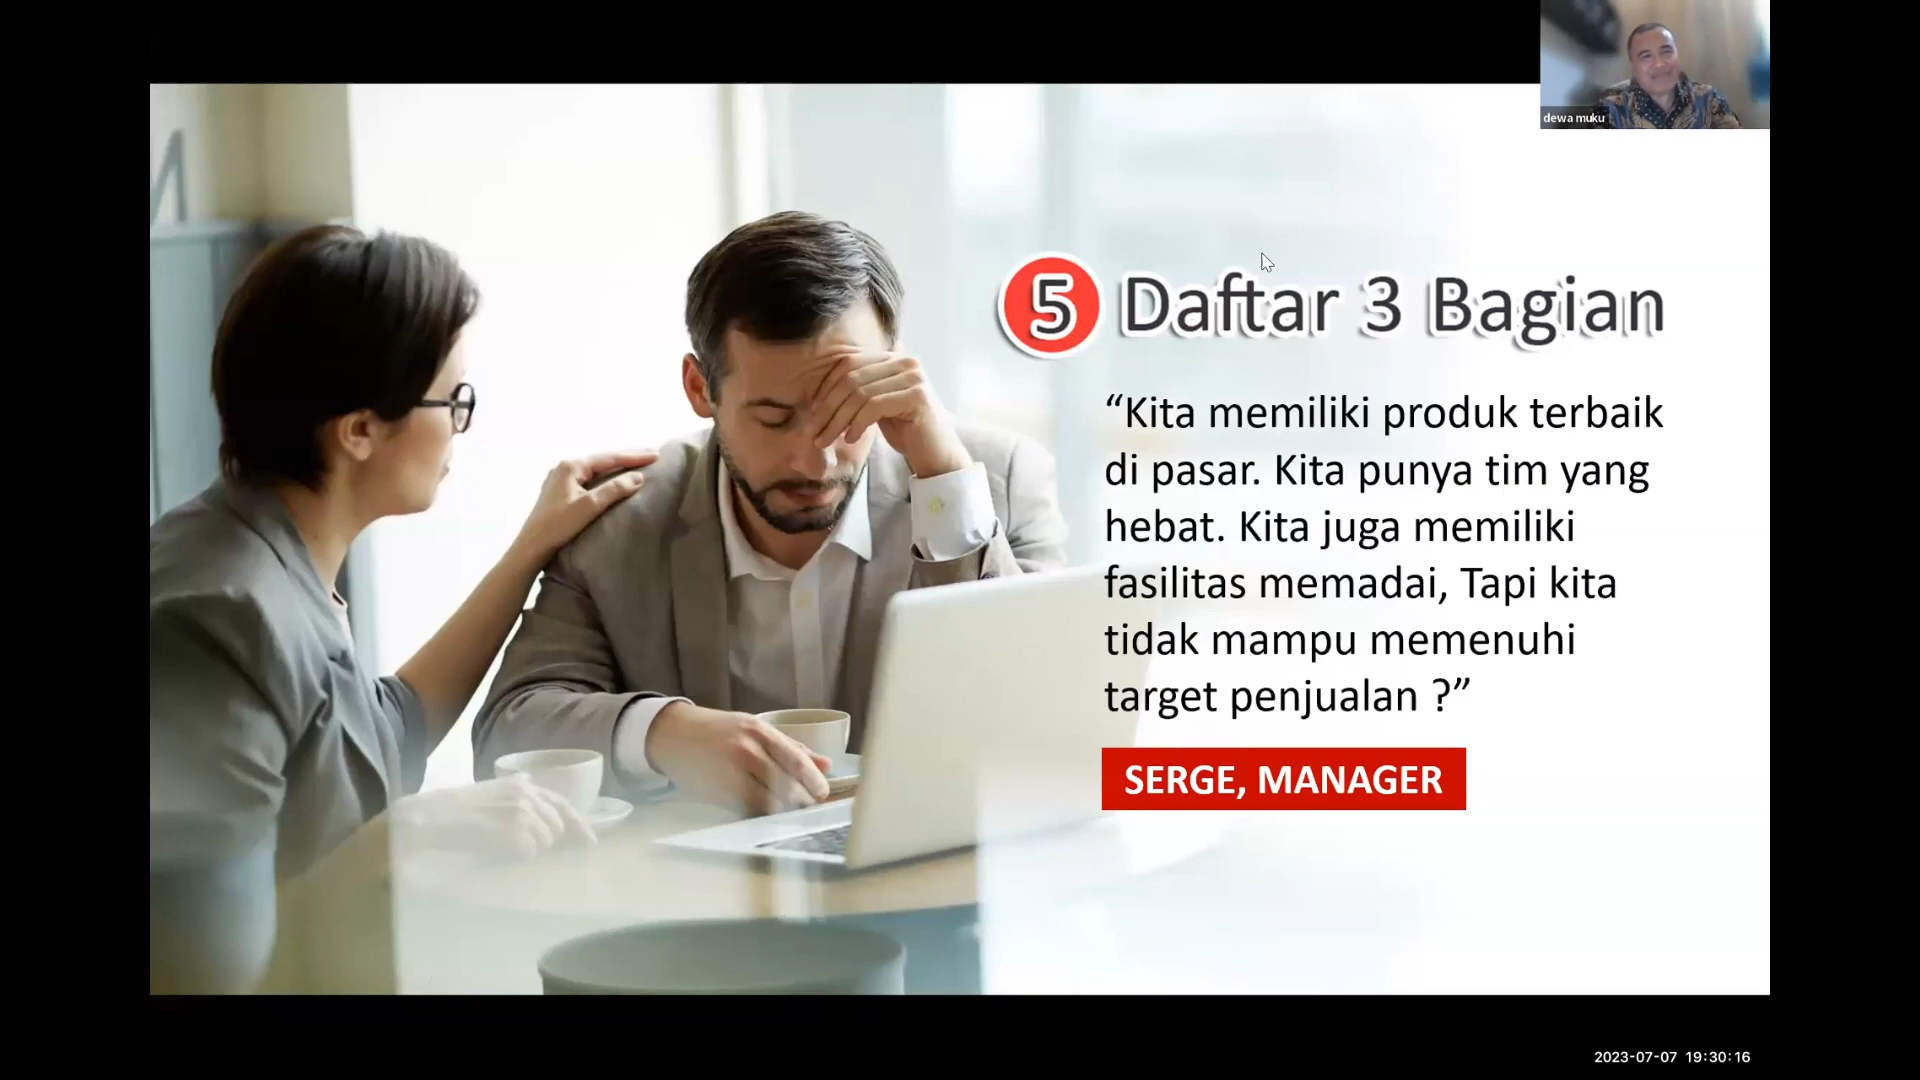 dewa muku
5 Daftar 3 Bagian
“Kita memiliki produk terbaik
di pasar. Kita punya tim yang
hebat. Kita juga memiliki
fasilitas memadai, Tapi kita
tidak mampu memenuhi
target penjualan ?”
SERGE, MANAGER
2023-07-07 19:30:16